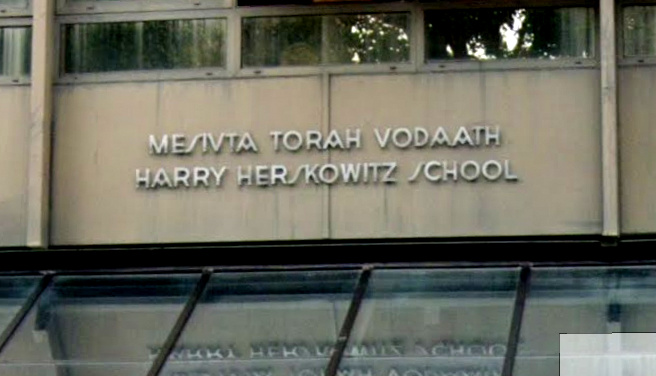 MESIVTA TORAH VODAATH
HARRY HERSKOWITZ SCHOOL